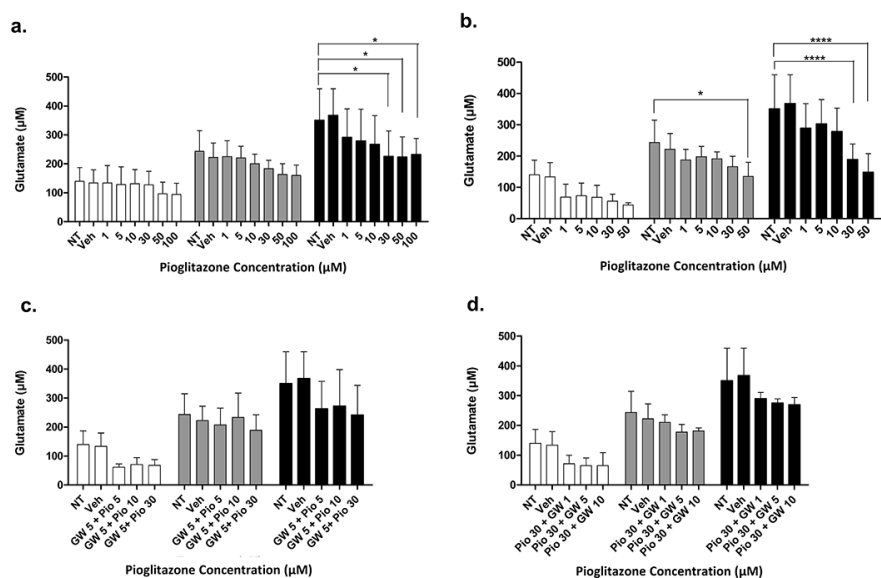 a.
*
*
*
Glutamate (µM)
500
400
300
200
100
0
NT Veh 1 5 10 30 50 100 NT Veh 1 5 10 30 50 100 NT Veh 1 5 10 30 50 100
Pioglitazone Concentration (µM)
b.
****
****
*
Glutamate (µM)
500
400
300
200
100
0
NT Veh 1 5 10 30 50 NT Veh 1 5 10 30 50 NT Veh 1 5 10 30 50
Pioglitazone Concentration (µM)
c.
Glutamate (µM)
500
400
300
200
100
0
NT Veh GW 5 + Pio 5 GW 5 + Pio 10 GW 5+ Pio 30 NT Veh GW 5 + Pio 5 GW 5 + Pio 10 GW 5+ Pio 30 NT Veh GW 5 + Pio 5 GW 5 + Pio 10 GW 5+ Pio 30
Pioglitazone Concentration (µM)
d.
Glutamate (µM)
500
400
300
200
100
0
NT Veh Pio 30 + GW 1 Pio 30 + GW 5 Pio 30 + GW 10 NT Veh Pio 30 + GW 1 Pio 30 + GW 5 Pio 30 + GW 10 NT Veh Pio 30 + GW 1 Pio 30 + GW 5 Pio 30 + GW 10
Pioglitazone Concentration (µM)